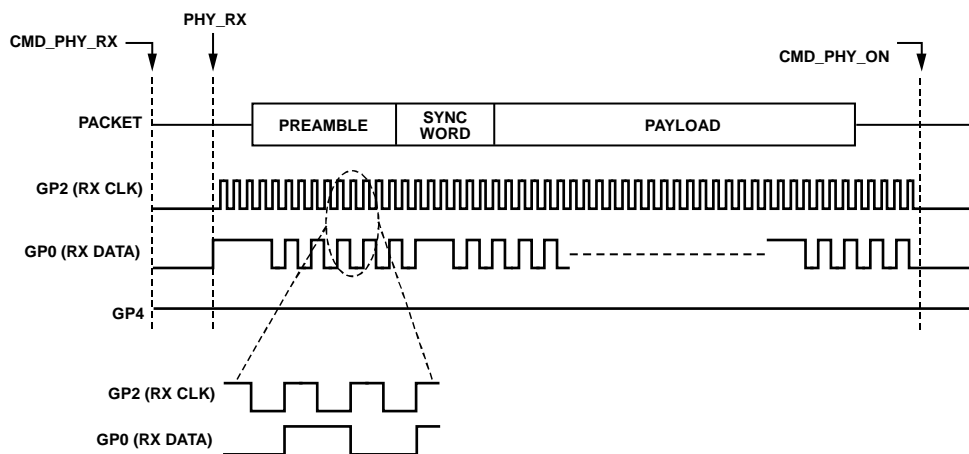 PHY_RX
CMD_PHY_RX
CMD_PHY_ON
PACKET
PREAMBLE
SYNC
WORD
PAYLOAD
GP2 (RX CLK)
GP0 (RX DATA)
GP4
GP2 (RX CLK)
GP0 (RX DATA)